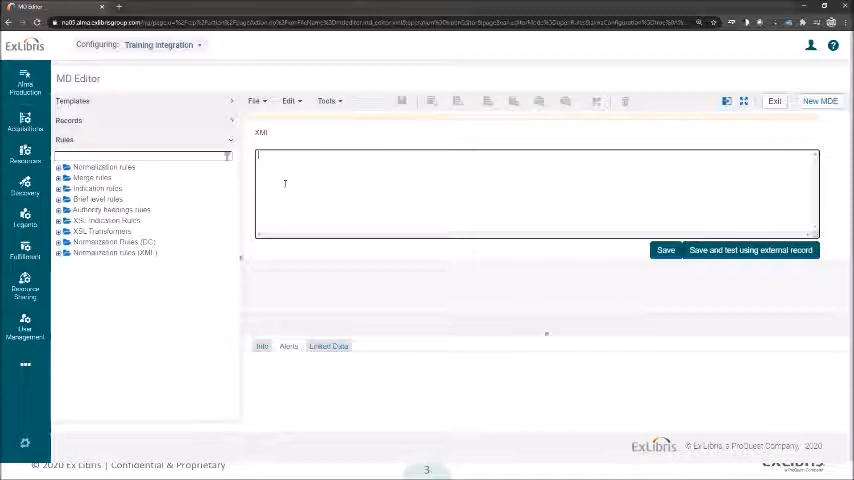 MD Editor
ExLibris
Configuring: Training Integration
MD Editor
Alma
Production
Acquisitions
Resources
Discovery
Leganto
Fulfillment
Resource
Sharing
User
Management
Templates
Records
Rules
Normalization rules
Merge rules
Indication rules
Brief level rules
Authority headings rules
XSL Indication Rules
XSL Transformers
Normalization Rules (DC)
Normalization rules (XML)
File
Edit
Tools
Exit
New MDE
XML
Save
Save and test using external record
Info
Alerts
Linked Data
ExLibris
© Ex Libris, a ProQuest Company, 2020
© 2020 Ex Libris | Confidential & Proprietary
3